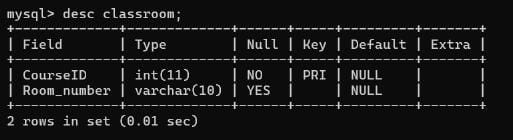 mysql> desc classroom;
+-------------+-------------+------+-----+---------+-------+
| Field       | Type        | Null | Key | Default | Extra |
+-------------+-------------+------+-----+---------+-------+
| CourseID    | int(11)     | NO   | PRI | NULL    |       |
| Room_number | varchar(10) | YES  |     | NULL    |       |
+-------------+-------------+------+-----+---------+-------+
2 rows in set (0.01 sec)